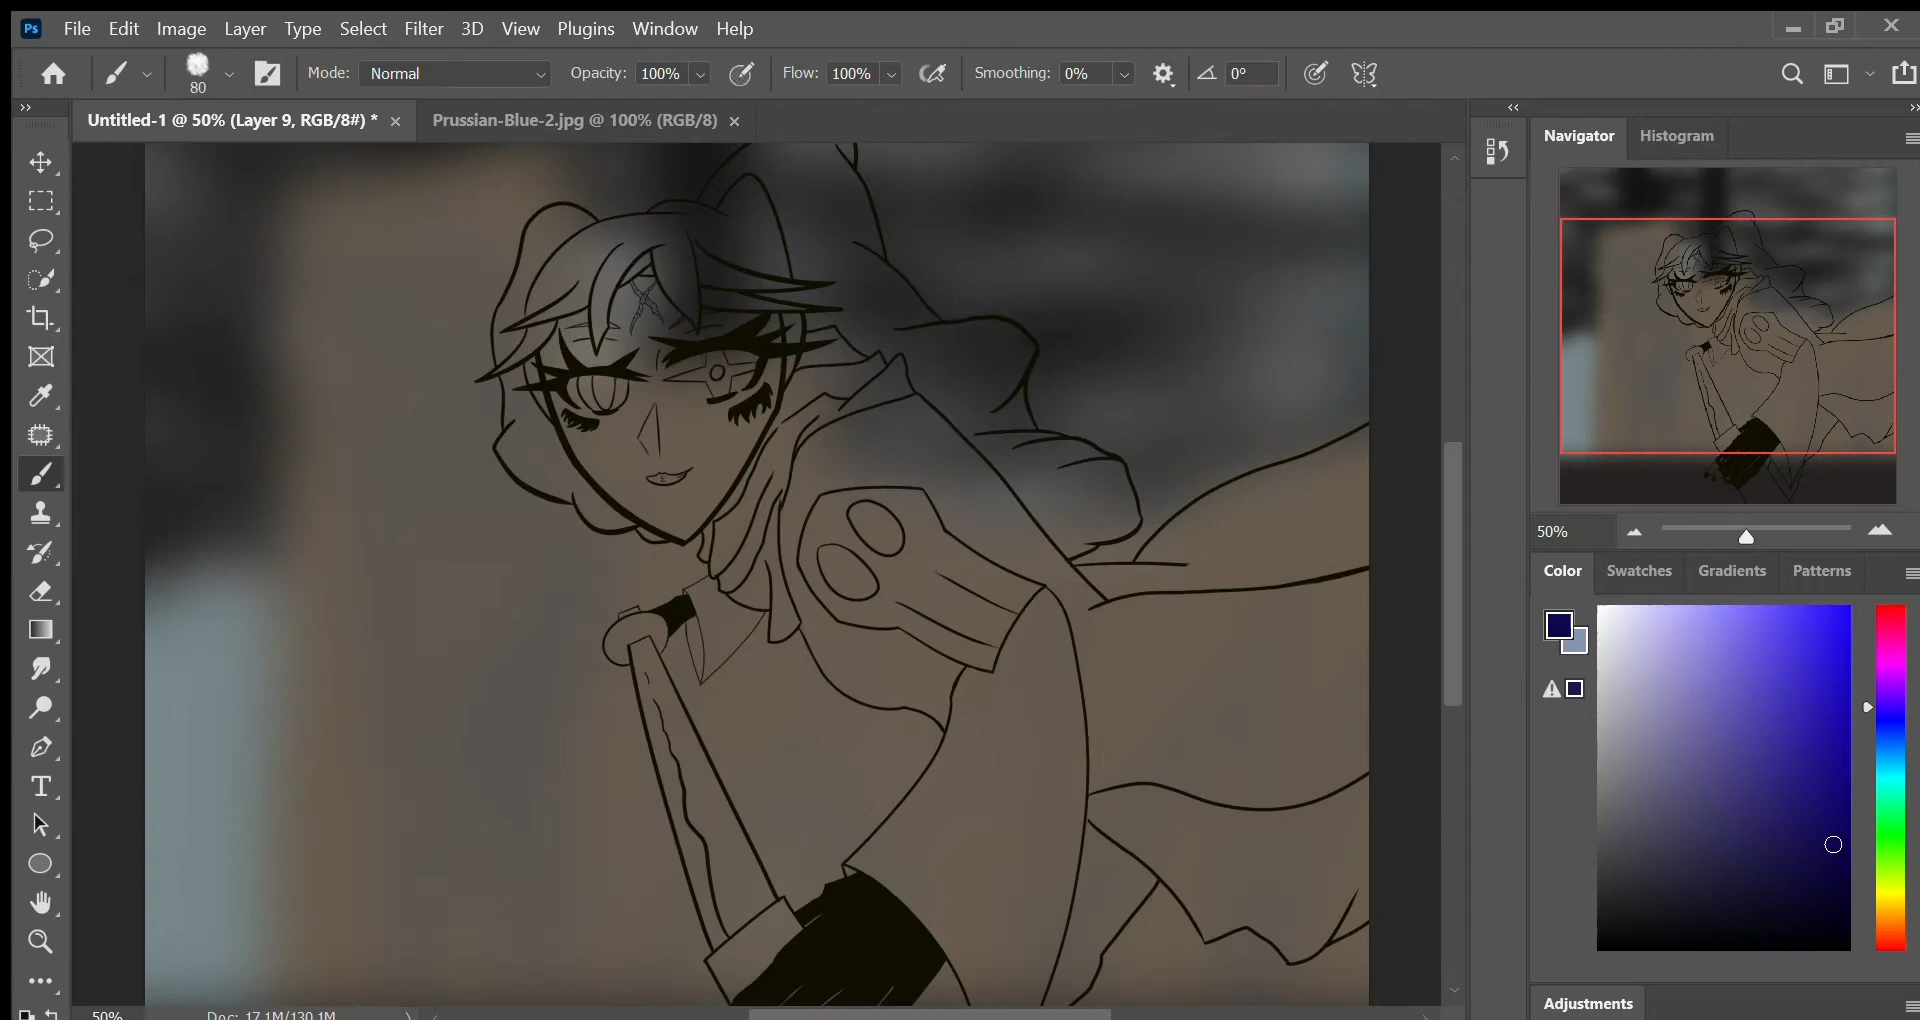 Ps File Edit Image Layer Type Select Filter 3D View Plugins Window Help
80 Mode: Normal Opacity: 100% Flow: 100% Smoothing: 0% 0°
Untitled-1 @ 50% (Layer 9, RGB/8#) * × Prussian-Blue-2.jpg @ 100% (RGB/8) ×
Navigator Histogram
50%
Color Swatches Gradients Patterns
Adjustments
50% Doc: 17.1M/130.1M